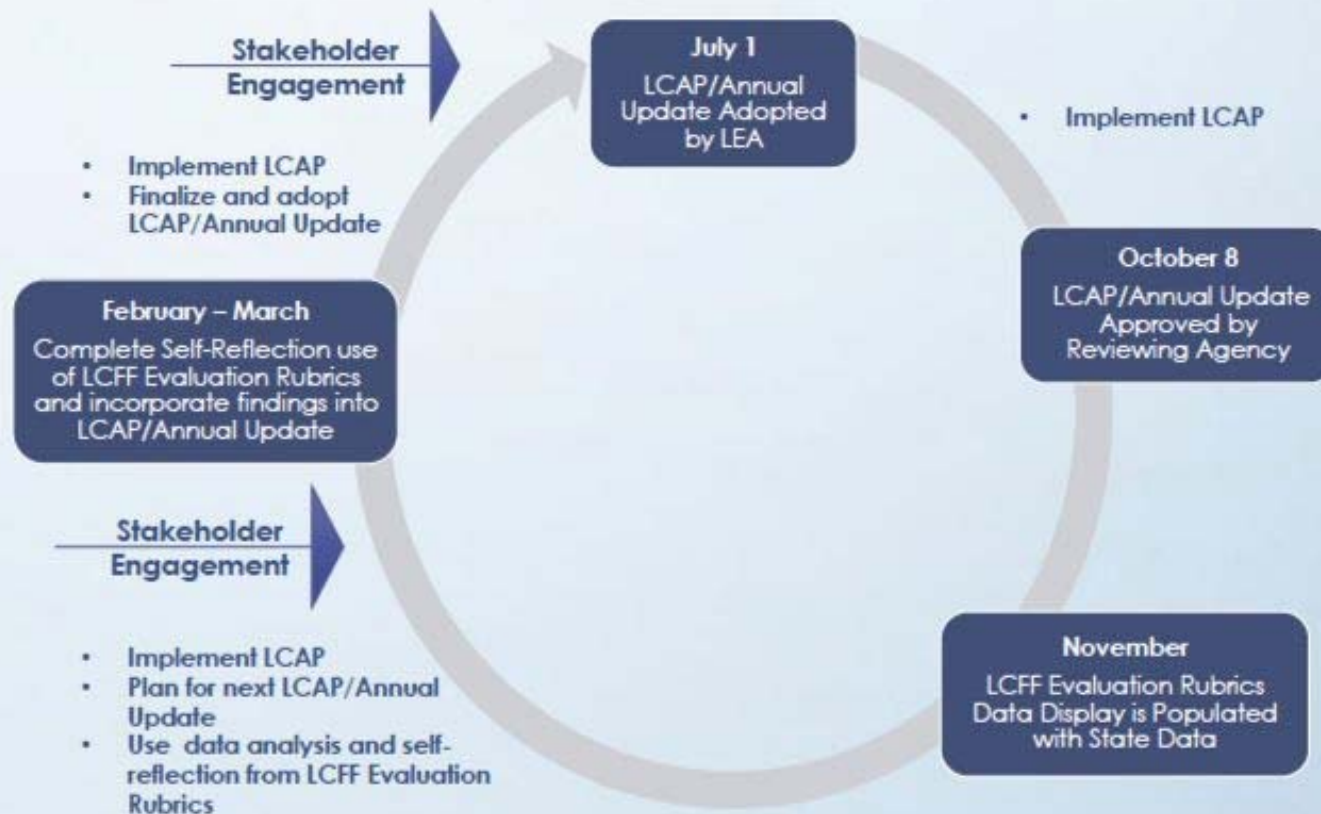 Stakeholder
Engagement
• Implement LCAP
• Finalize and adopt
LCAP/Annual Update
July 1
LCAP/Annual
Update Adopted
by LEA
• Implement LCAP
October 8
LCAP/Annual Update
Approved by
Reviewing Agency
February – March
Complete Self-Reflection use
of LCFF Evaluation Rubrics
and incorporate findings into
LCAP/Annual Update
Stakeholder
Engagement
• Implement LCAP
• Plan for next LCAP/Annual
Update
• Use data analysis and self-
reflection from LCFF Evaluation
Rubrics
November
LCFF Evaluation Rubrics
Data Display is Populated
with State Data